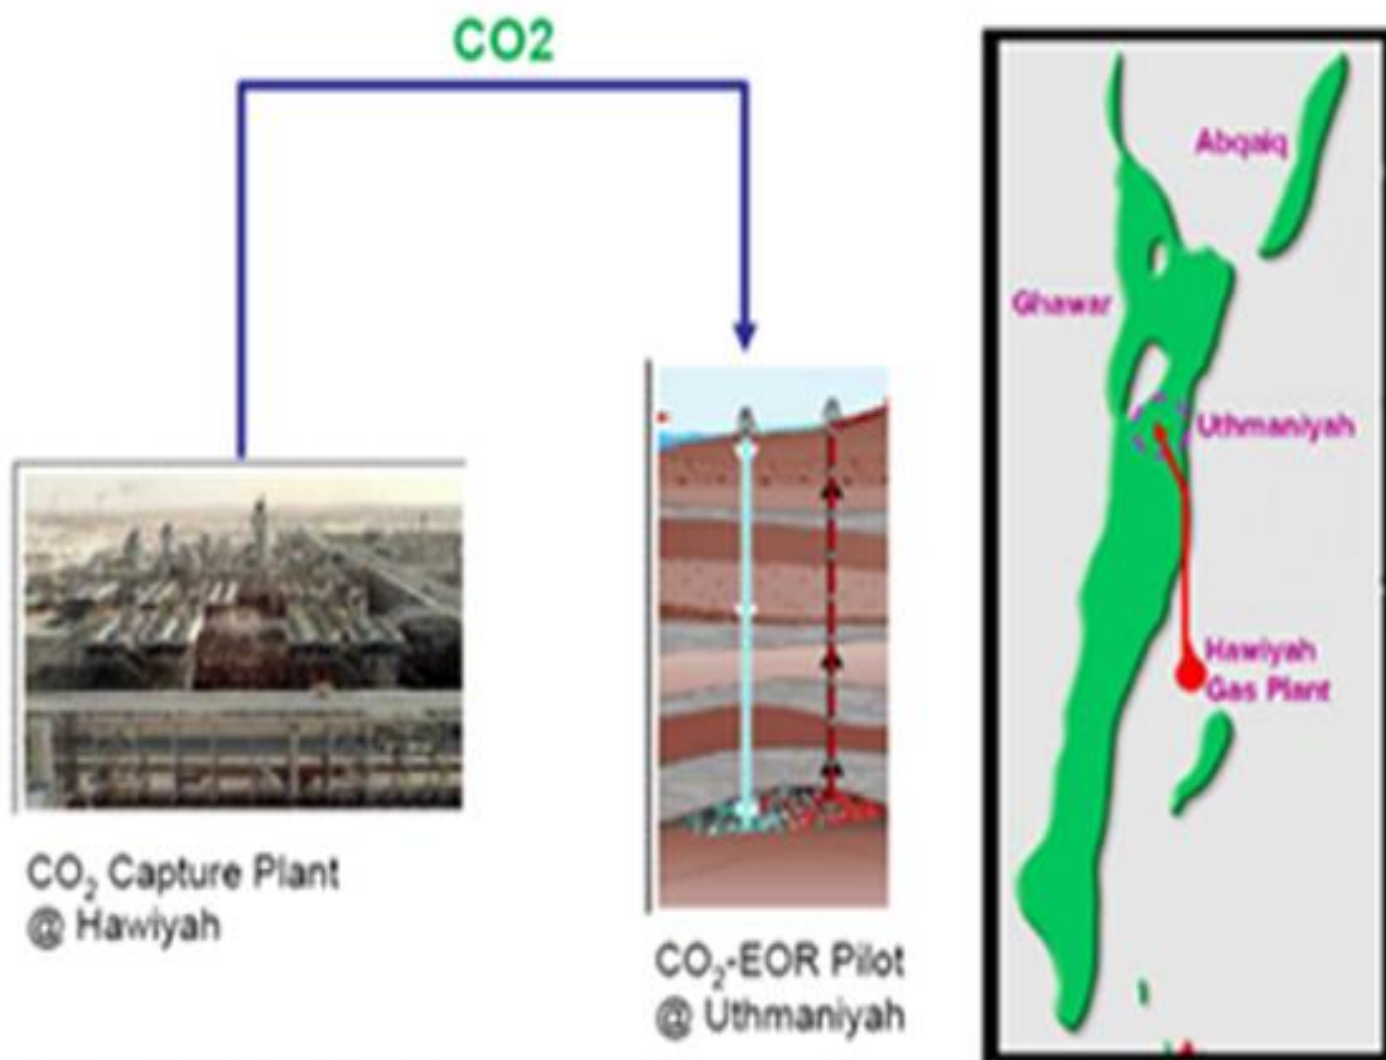 CO2
CO₂ Capture Plant
@ Hawiyah
CO₂-EOR Pilot
@ Uthmaniyah
Abqaiq
Ghawar
Uthmaniyah
Hawiyah
Gas Plant